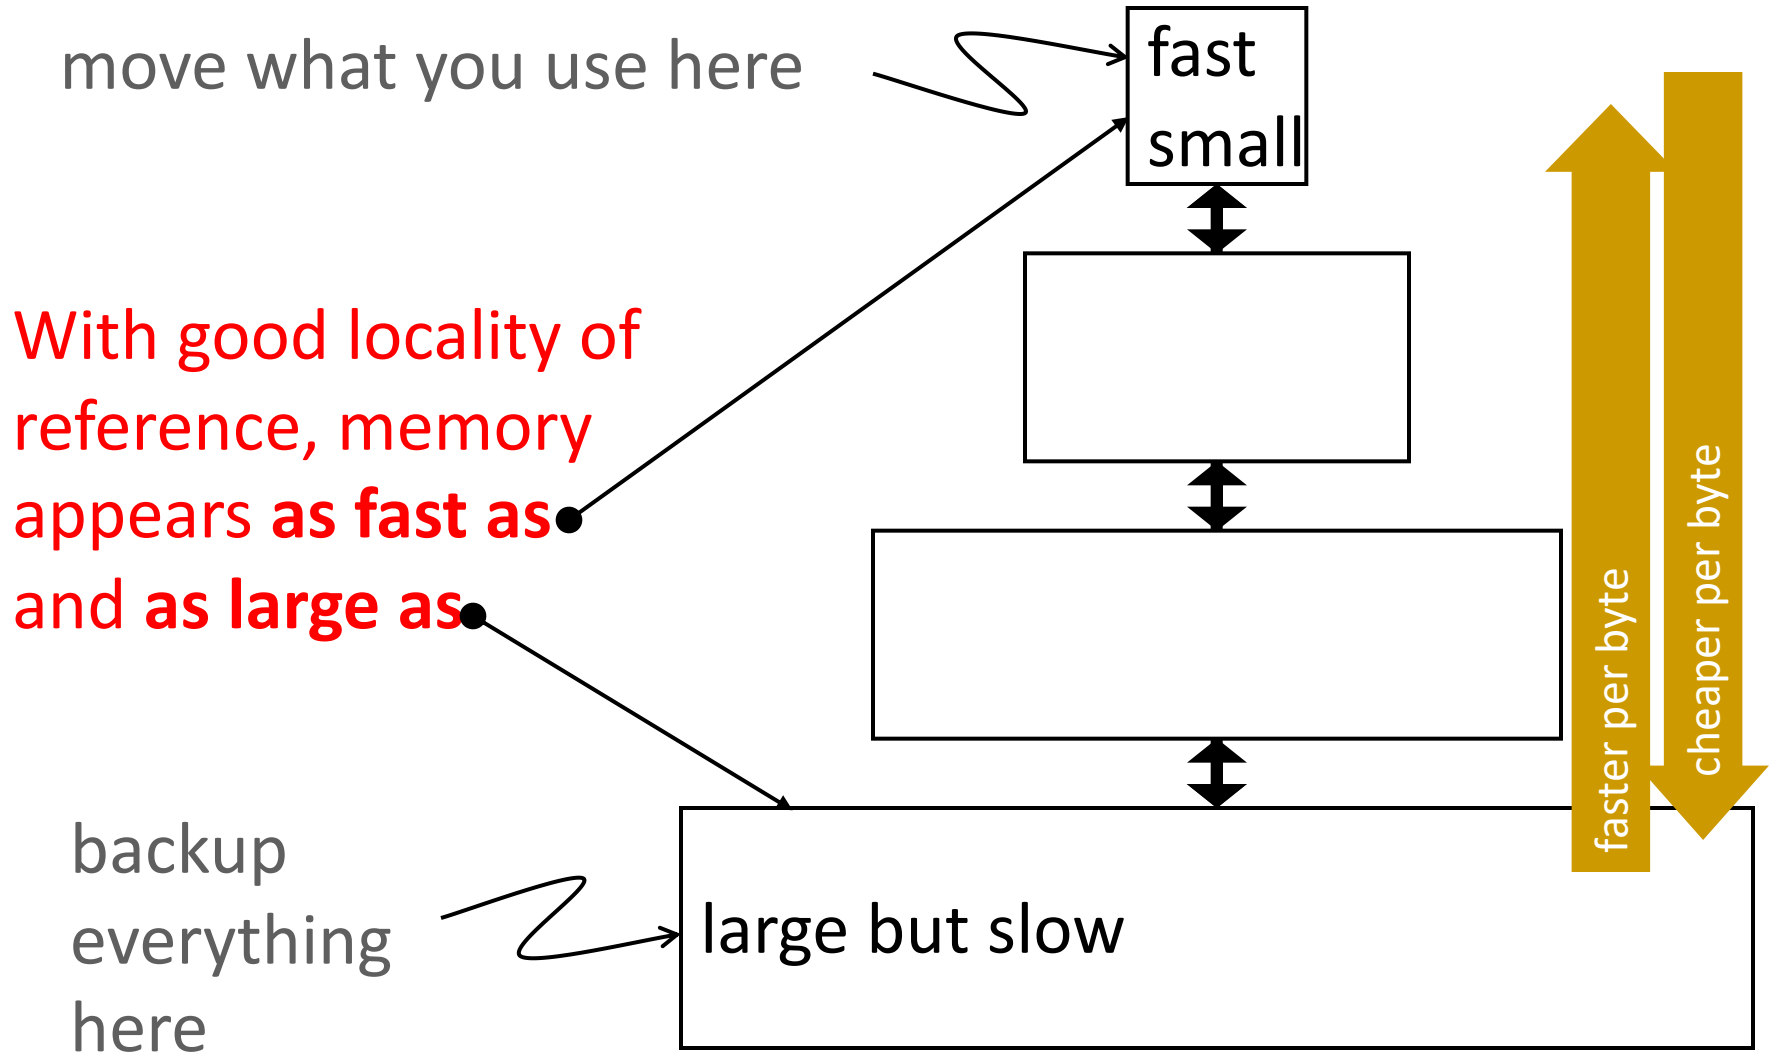 move what you use here
fast
small
With good locality of
reference, memory
appears as fast as
and as large as
faster per byte
cheaper per byte
backup
everything
here
large but slow